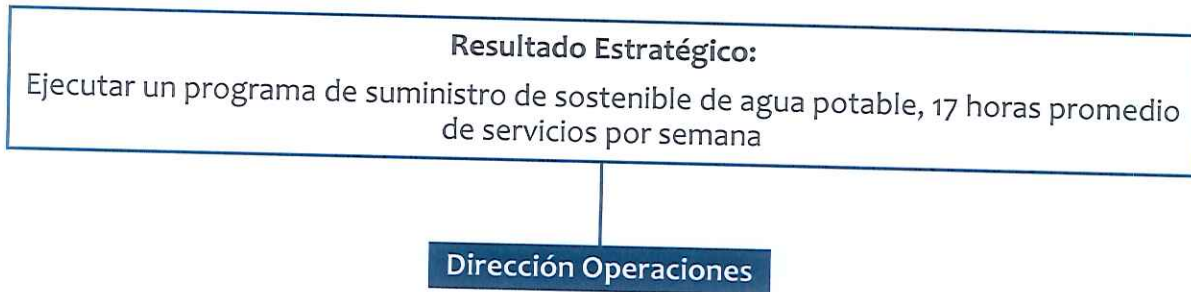 Resultado Estratégico:
Ejecutar un programa de suministro de sostenible de agua potable, 17 horas promedio
de servicios por semana
Dirección Operaciones